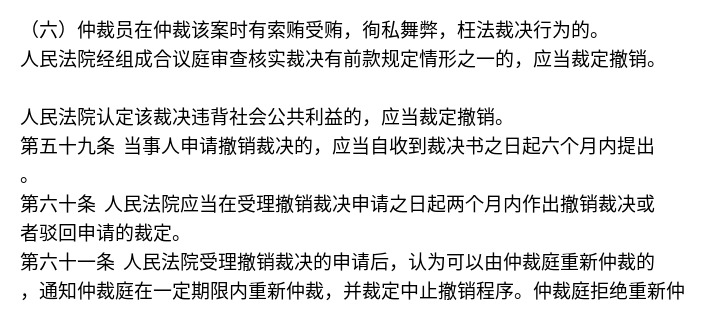 （六）仲裁员在仲裁该案时有索贿受贿，徇私舞弊，枉法裁决行为的。
人民法院经组成合议庭审查核实裁决有前款规定情形之一的，应当裁定撤销。
人民法院认定该裁决违背社会公共利益的，应当裁定撤销。
第五十九条 当事人申请撤销裁决的，应当自收到裁决书之日起六个月内提出
。
第六十条 人民法院应当在受理撤销裁决申请之日起两个月内作出撤销裁决或
者驳回申请的裁定。
第六十一条 人民法院受理撤销裁决的申请后，认为可以由仲裁庭重新仲裁的
，通知仲裁庭在一定期限内重新仲裁，并裁定中止撤销程序。仲裁庭拒绝重新仲